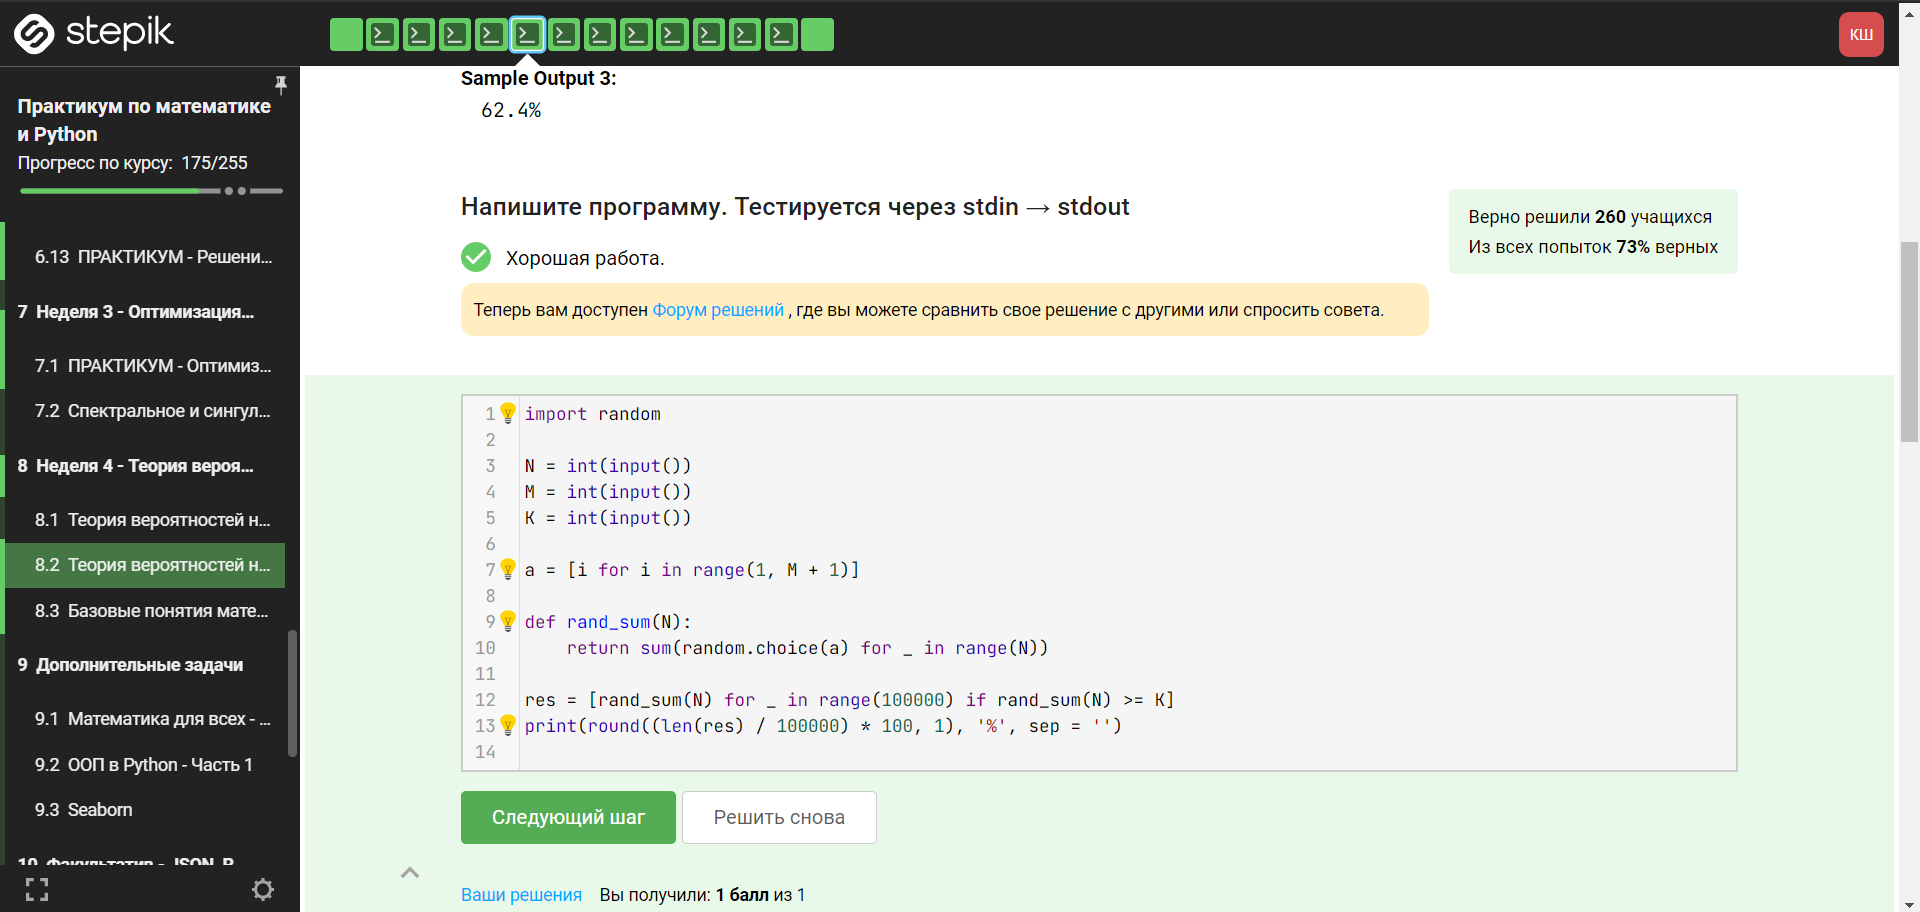 stepik
КШ
Практикум по математике
и Python
Прогресс по курсу: 175/255
6.13 ПРАКТИКУМ - Решени...
7 Неделя 3 - Оптимизация...
7.1 ПРАКТИКУМ - Оптимиз...
7.2 Спектральное и сингул...
8 Неделя 4 - Теория вероя...
8.1 Теория вероятностей н...
8.2 Теория вероятностей н...
8.3 Базовые понятия мате...
9 Дополнительные задачи
9.1 Математика для всех - ...
9.2 ООП в Python - Часть 1
9.3 Seaborn
10 Факультатив - JSON, R
Sample Output 3:
62.4%
Напишите программу. Тестируется через stdin → stdout
Верно решили 260 учащихся
Из всех попыток 73% верных
Хорошая работа.
Теперь вам доступен Форум решений , где вы можете сравнить свое решение с другими или спросить совета.
1 import random
2
3 N = int(input())
4 M = int(input())
5 K = int(input())
6
7 a = [i for i in range(1, M + 1)]
8
9 def rand_sum(N):
10     return sum(random.choice(a) for _ in range(N))
11
12 res = [rand_sum(N) for _ in range(100000) if rand_sum(N) >= K]
13 print(round((len(res) / 100000) * 100, 1), '%', sep = '')
14
Следующий шаг
Решить снова
Ваши решения Вы получили: 1 балл из 1